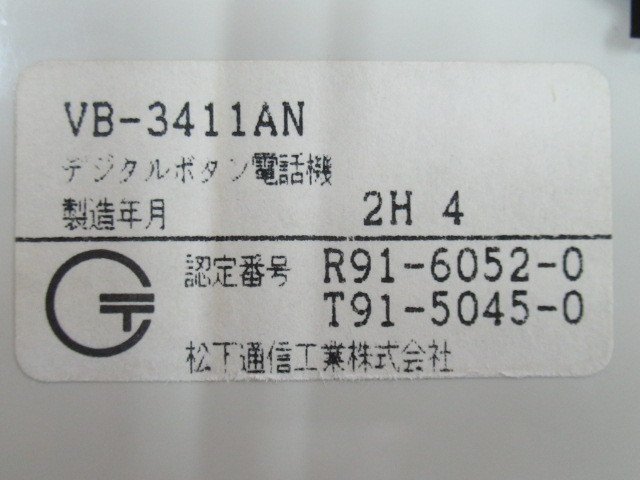 VB-3411AN
デジタルボタン電話機
製造年月 2H 4
認定番号 R91-6052-0
T91-5045-0
松下通信工業株式会社